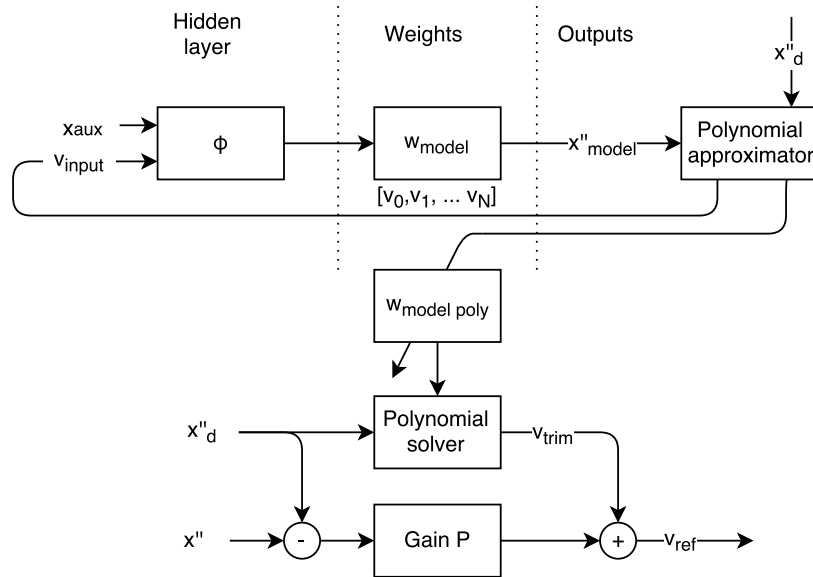 Hidden
layer
Weights
Outputs
x"d
xaux
vinput
ϕ
wmodel
x"model
Polynomial
approximator
[v0,v1, ... vN]
wmodel poly
x"d
Polynomial
solver
vtrim
x"
-
Gain P
+
vref